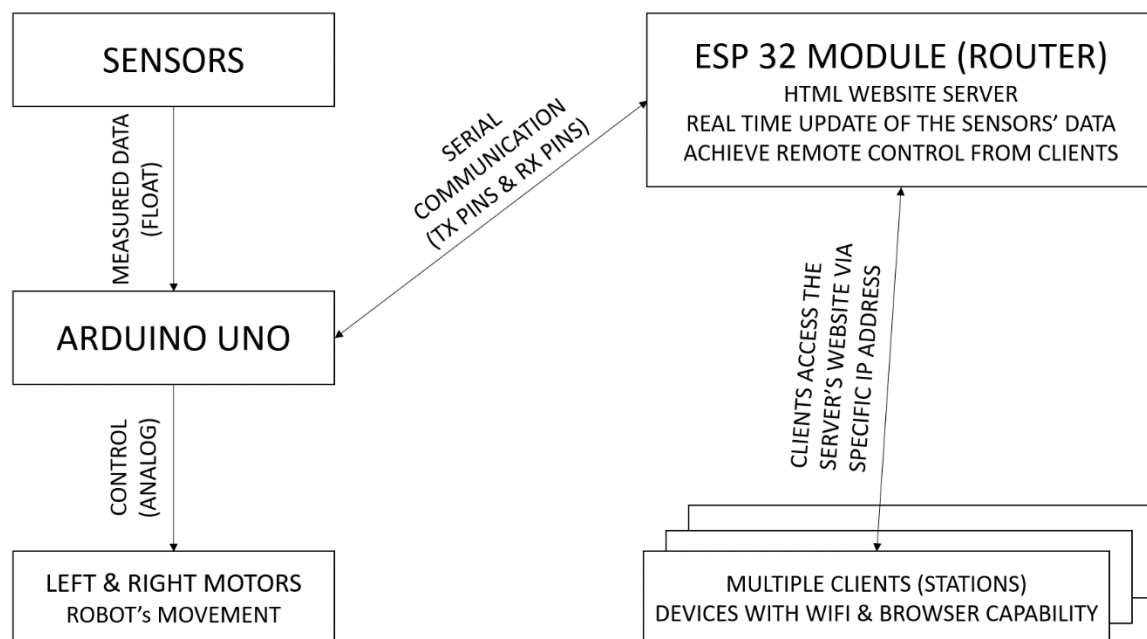 SENSORS
MEASURED DATA
(FLOAT)
ARDUINO UNO
CONTROL
(ANALOG)
LEFT & RIGHT MOTORS
ROBOT's MOVEMENT
SERIAL
COMMUNICATION
(TX PINS & RX PINS)
ESP 32 MODULE (ROUTER)
HTML WEBSITE SERVER
REAL TIME UPDATE OF THE SENSORS' DATA
ACHIEVE REMOTE CONTROL FROM CLIENTS
CLIENTS ACCESS THE
SERVER'S WEBSITE VIA
SPECIFIC IP ADDRESS
MULTIPLE CLIENTS (STATIONS)
DEVICES WITH WIFI & BROWSER CAPABILITY